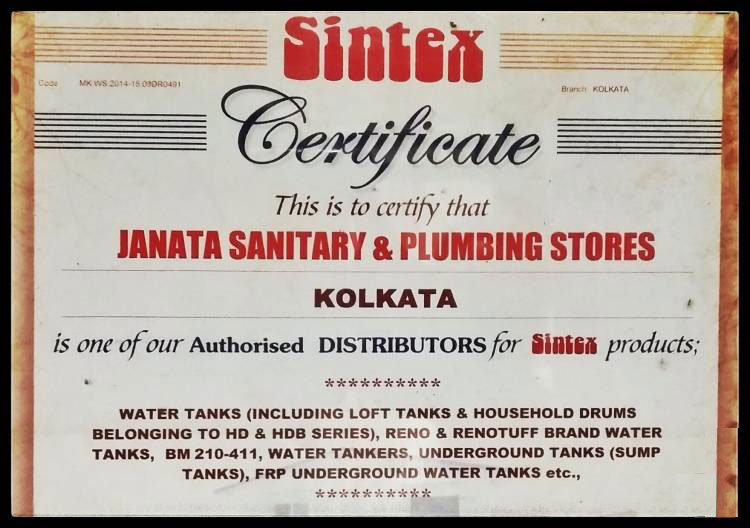 Sintex
Code MK:WS:2014-15:09DR0491
Branch KOLKATA
Certificate
This is to certify that
JANATA SANITARY & PLUMBING STORES
KOLKATA
is one of our Authorised DISTRIBUTORS for Sintex products;
**********
WATER TANKS (INCLUDING LOFT TANKS & HOUSEHOLD DRUMS
BELONGING TO HD & HDB SERIES), RENO & RENOTUFF BRAND WATER
TANKS, BM 210-411, WATER TANKERS, UNDERGROUND TANKS (SUMP
TANKS), FRP UNDERGROUND WATER TANKS etc.,
**********